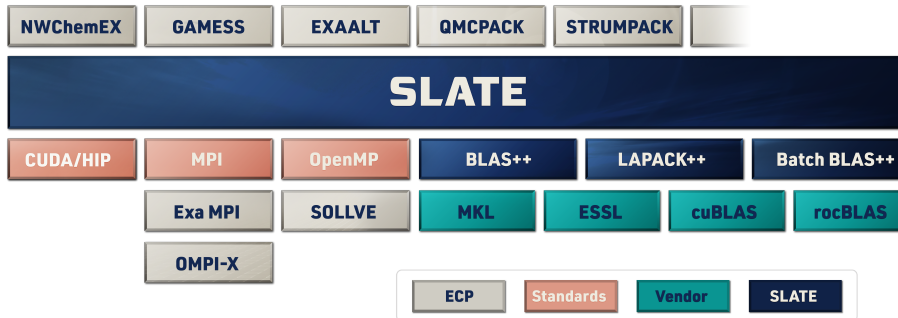 NWChemEX GAMESS EXAALT QMCPACK STRUMPACK
SLATE
CUDA/HIP MPI OpenMP BLAS++ LAPACK++ Batch BLAS++
Exa MPI SOLLVE MKL ESSL cuBLAS rocBLAS
OMPI-X
ECP Standards Vendor SLATE